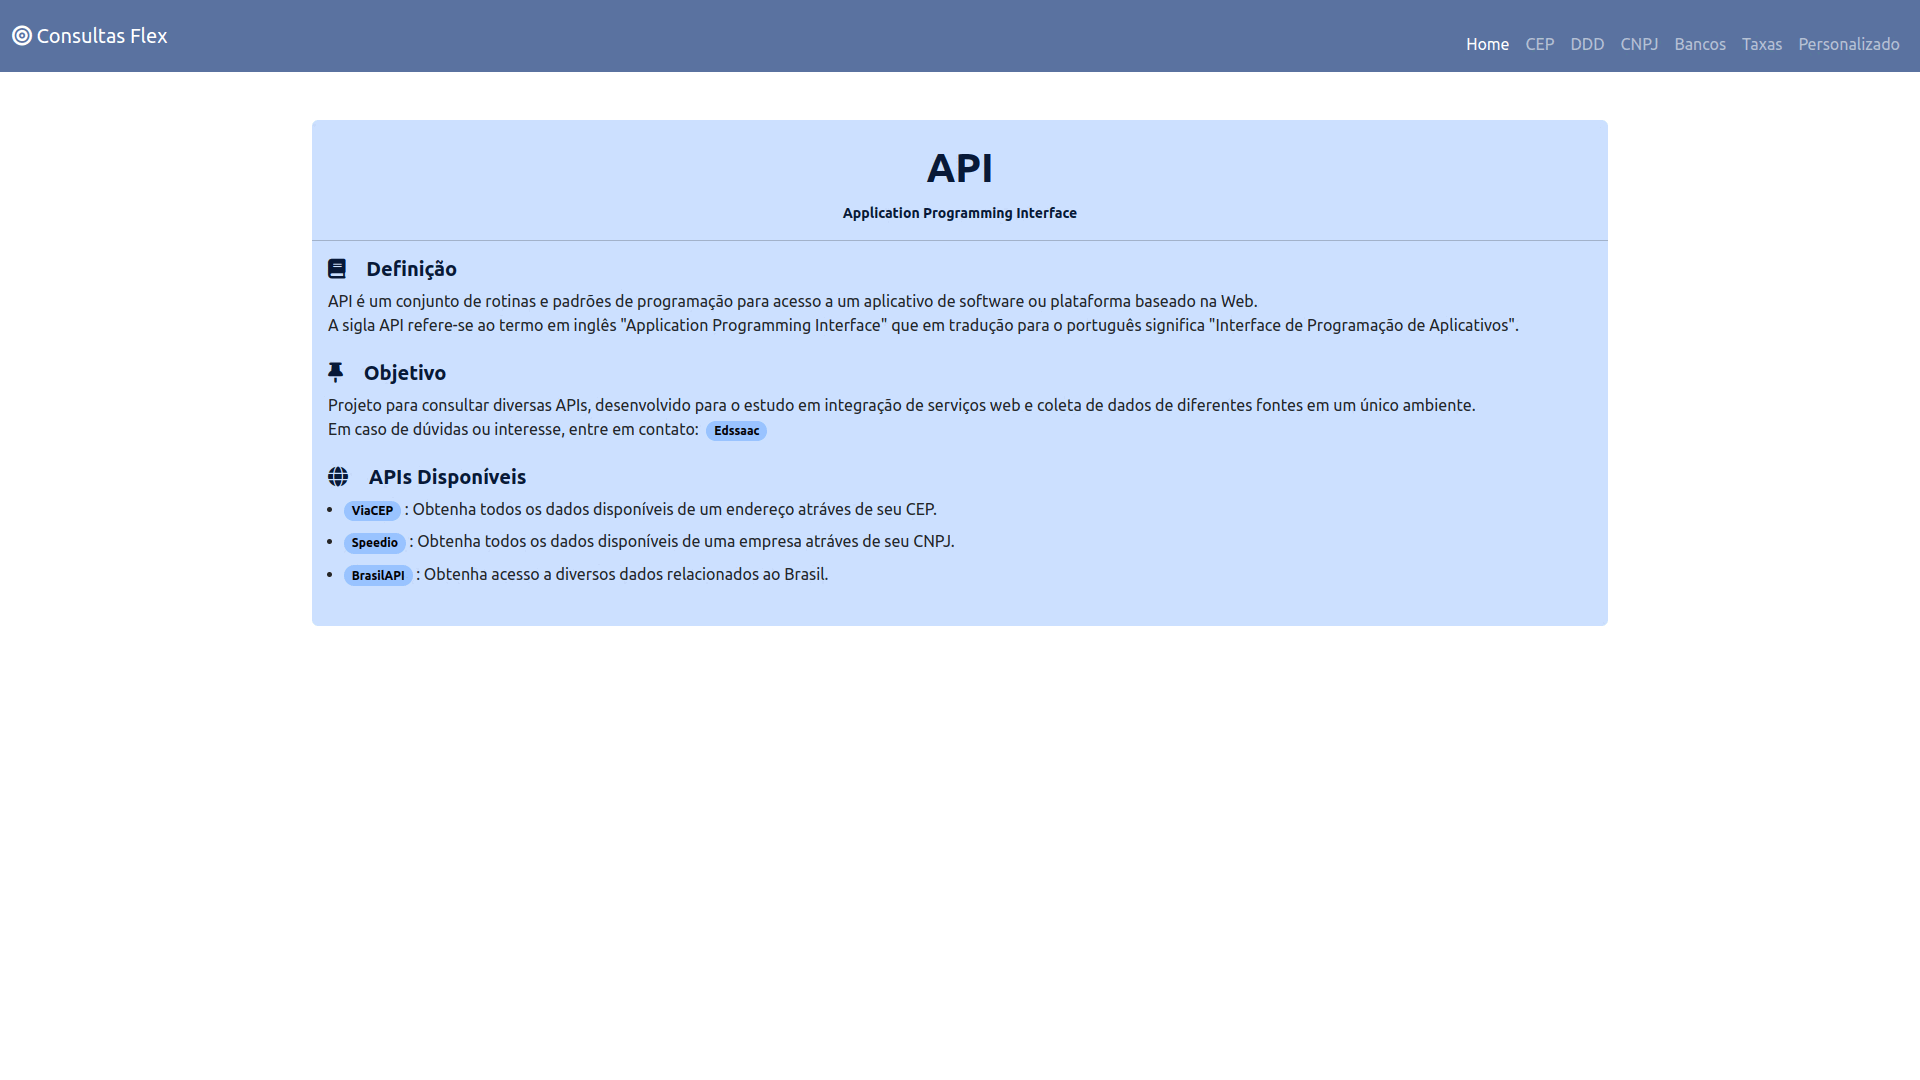 Consultas Flex
Home CEP DDD CNPJ Bancos Taxas Personalizado
API
Application Programming Interface
Definição
API é um conjunto de rotinas e padrões de programação para acesso a um aplicativo de software ou plataforma baseado na Web.
A sigla API refere-se ao termo em inglês "Application Programming Interface" que em tradução para o português significa "Interface de Programação de Aplicativos".
Objetivo
Projeto para consultar diversas APIs, desenvolvido para o estudo em integração de serviços web e coleta de dados de diferentes fontes em um único ambiente.
Em caso de dúvidas ou interesse, entre em contato: Edssaac
APIs Disponíveis
• ViaCEP : Obtenha todos os dados disponíveis de um endereço atráves de seu CEP.
• Speedio : Obtenha todos os dados disponíveis de uma empresa atráves de seu CNPJ.
• BrasilAPI : Obtenha acesso a diversos dados relacionados ao Brasil.